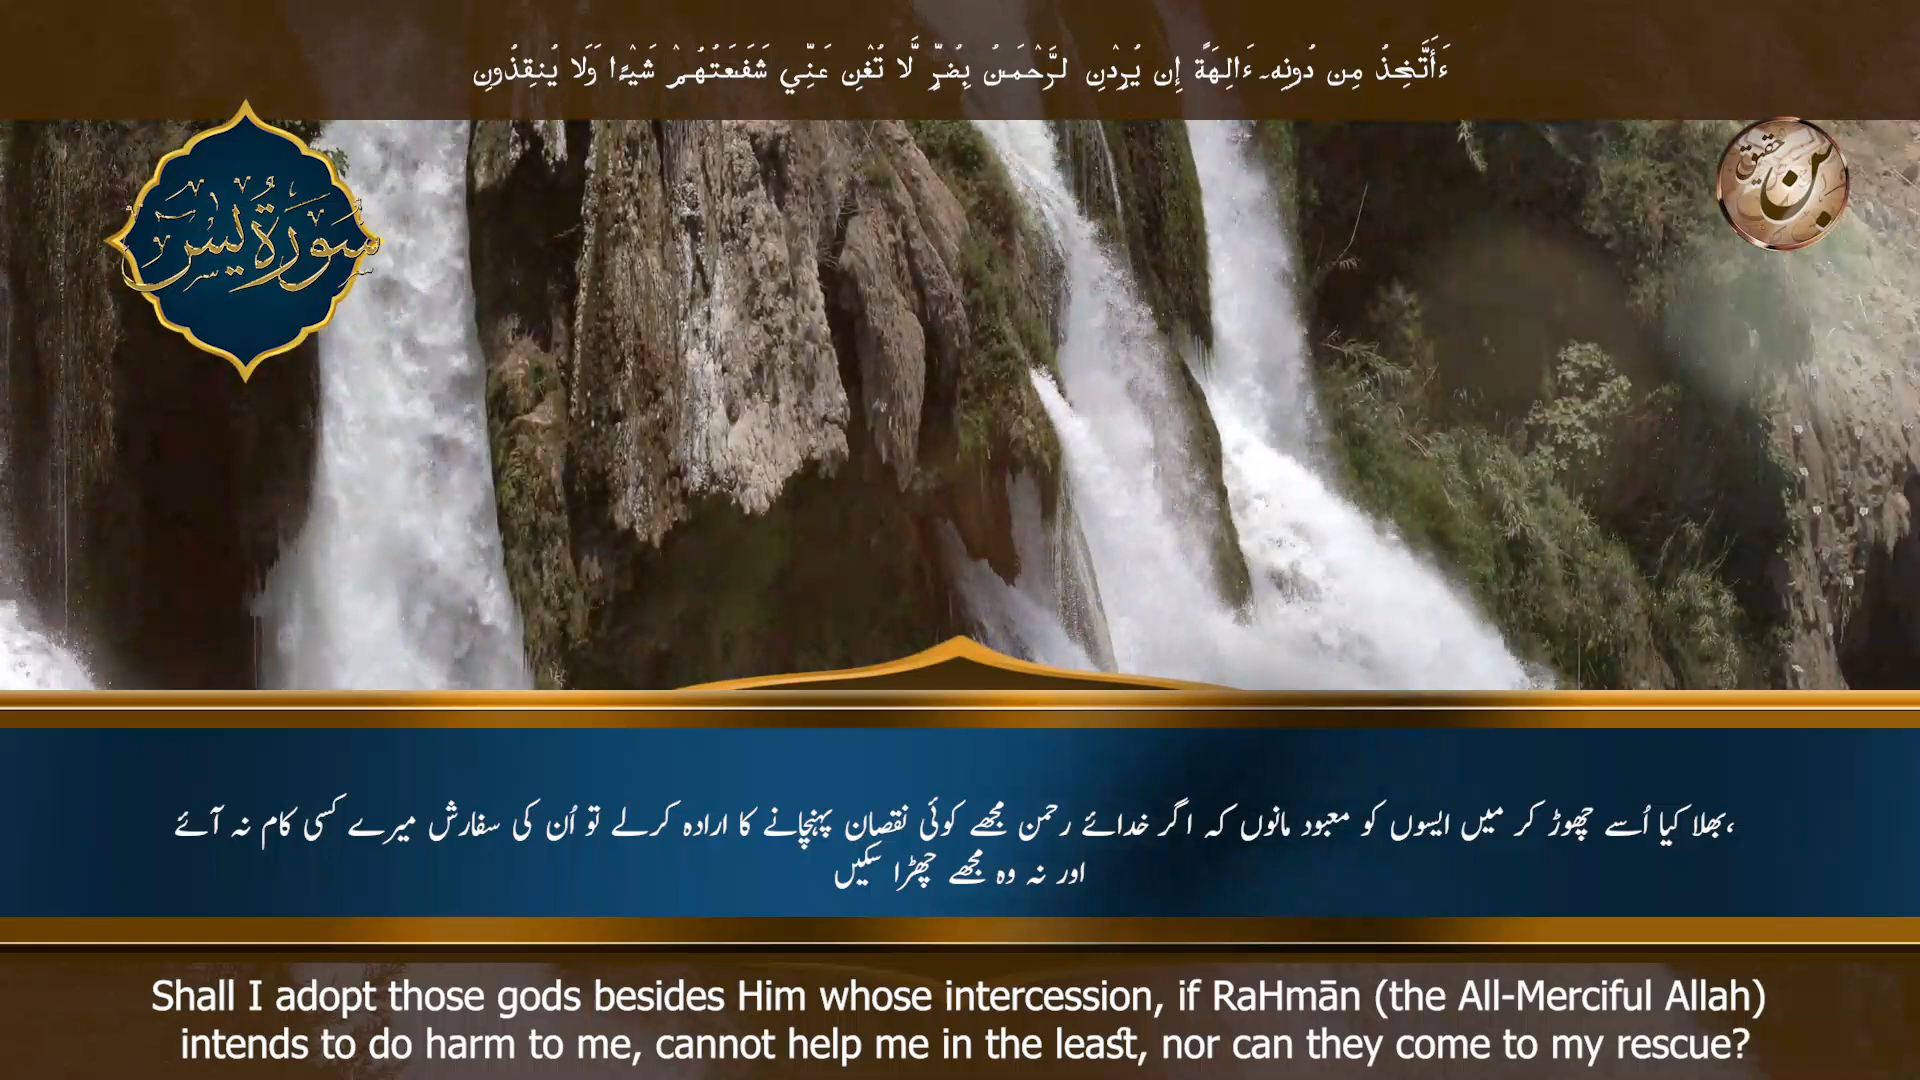 ءَأَتَّخِذُ مِن دُونِهِۦ ءَالِهَةً إِن يُرِدْنِ لرَّحْمَـٰنُ بِضُرٍّۢ لَّا تُغْنِ عَنِّي شَفَـٰعَتُهُمْ شَيْـًۭٔا وَلَا يُنقِذُونِ
سورة يس
بن حقیق
بھلا کیا اُسے چھوڑ کر میں ایسوں کو معبود مانوں کہ اگر خدائے رحمن مجھے کوئی نقصان پہنچانے کا ارادہ کرلے تو اُن کی سفارش میرے کسی کام نہ آئے،
اور نہ وہ مجھے چھڑا سکیں
Shall I adopt those gods besides Him whose intercession, if RaHmān (the All-Merciful Allah)
intends to do harm to me, cannot help me in the least, nor can they come to my rescue?